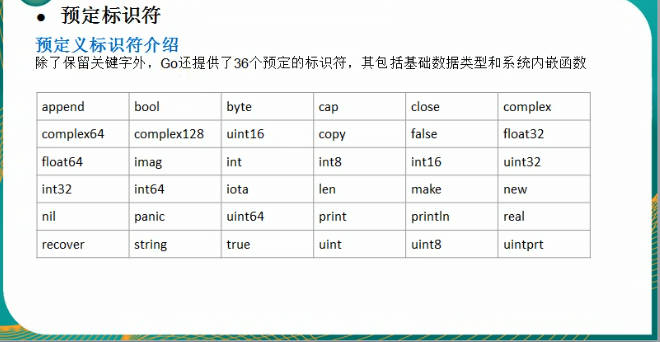 ● 预定标识符
预定义标识符介绍
除了保留关键字外，Go还提供了36个预定的标识符，其包括基础数据类型和系统内嵌函数
append bool byte cap close complex
complex64 complex128 uint16 copy false float32
float64 imag int int8 int16 uint32
int32 int64 iota len make new
nil panic uint64 print println real
recover string true uint uint8 uintprt